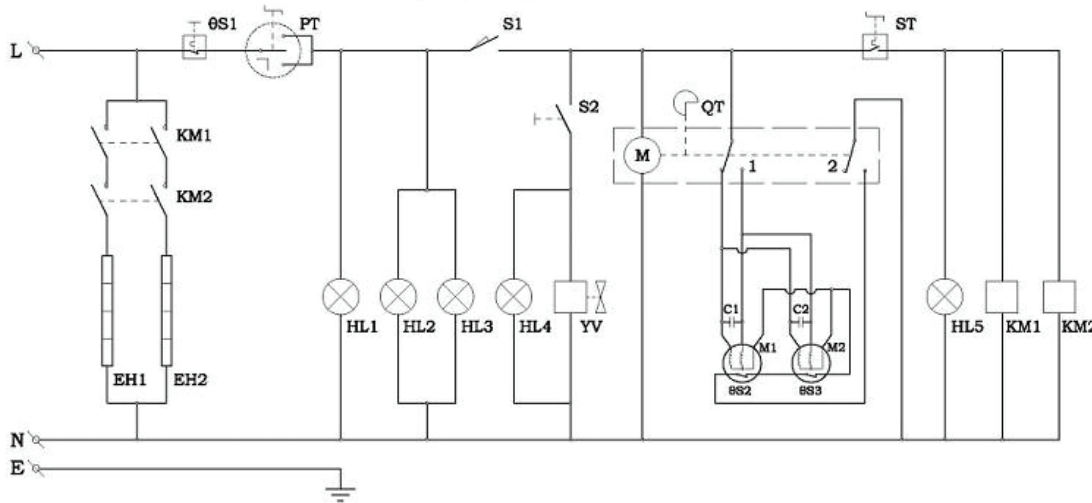 θS1 PT S1 ST
L
S2 QT
KM1 M 1 2
KM2
C1 C2
HL1 HL2 HL3 HL4 YV M1 M2 HL5 KM1 KM2
EH1 EH2 θS2 θS3
N
E